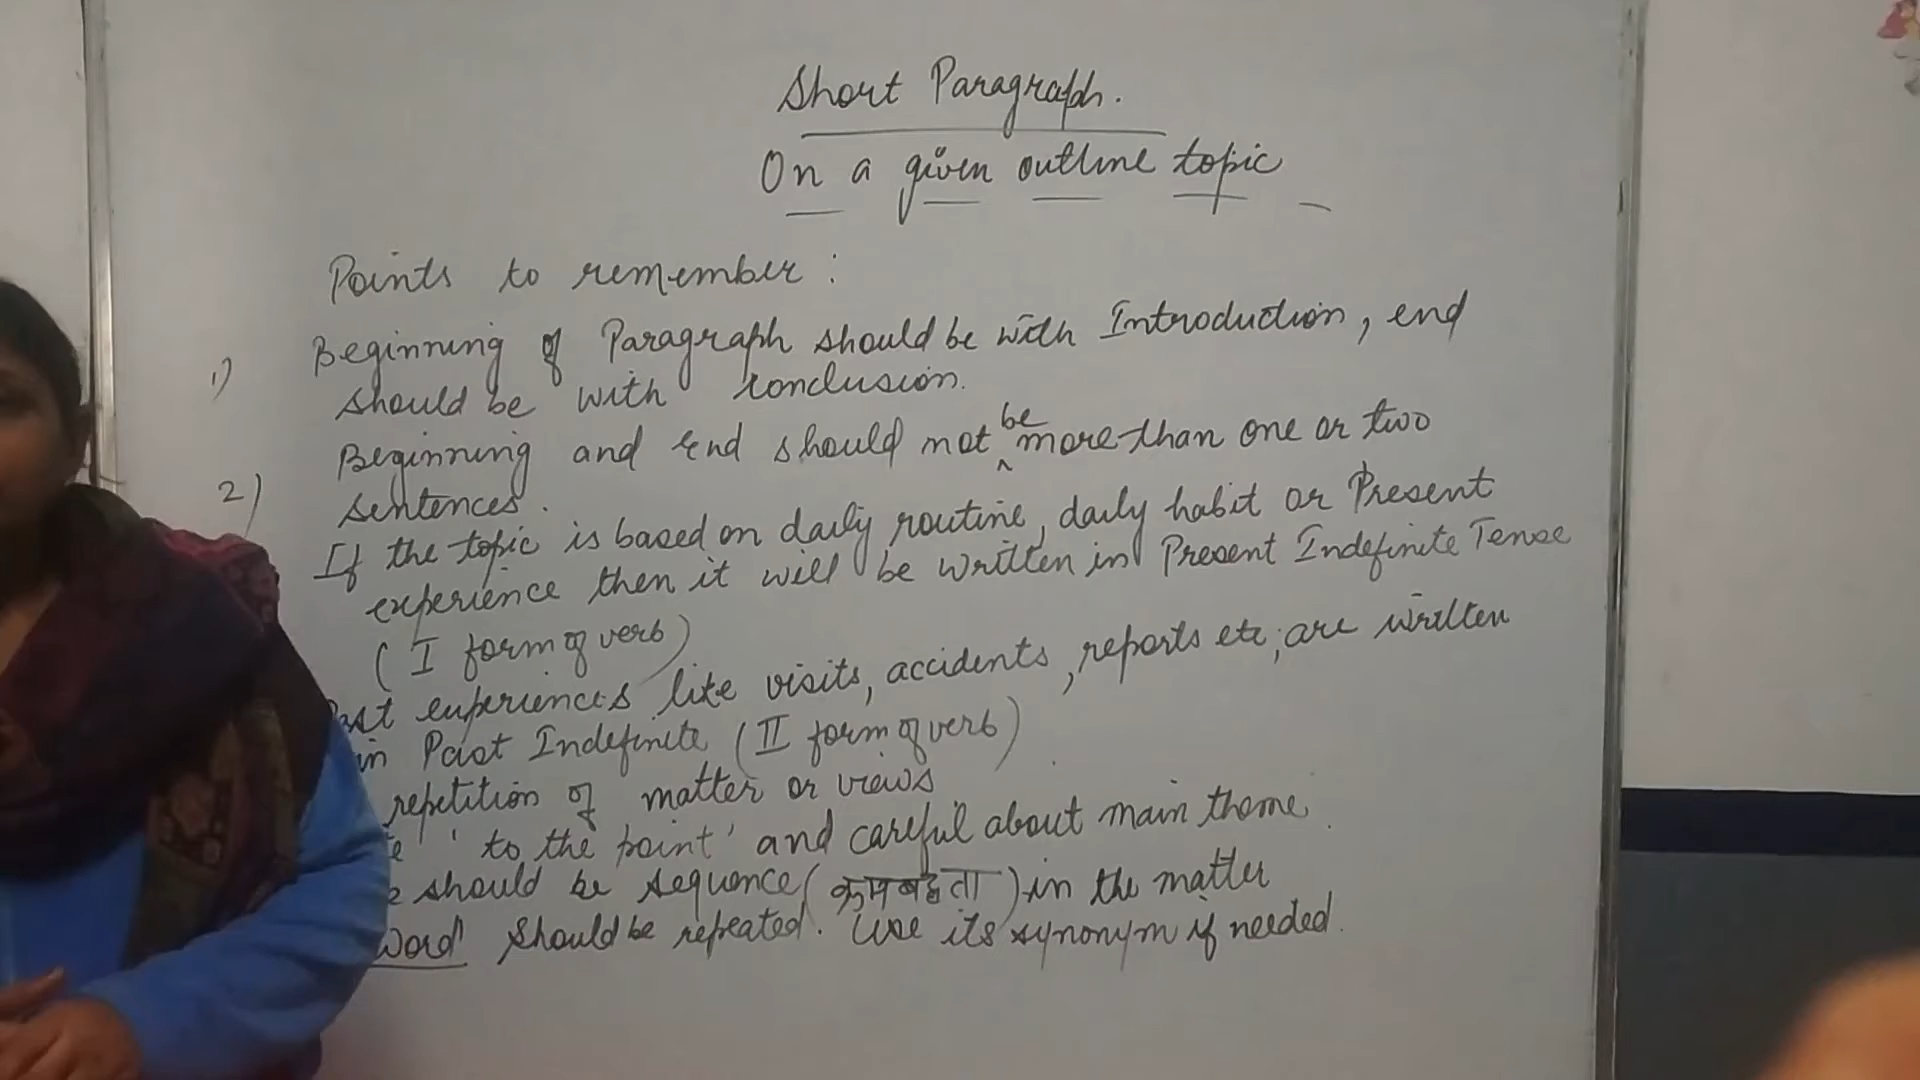 Short Paragraph.
On a given outline topic
Points to remember :
1) Beginning of Paragraph should be with Introduction, end
should be with conclusion.
2) Beginning and end should not be more than one or two
sentences.
If the topic is based on daily routine, daily habit or Present
experience then it will be written in Present Indefinite Tense
( I form of verb)
experiences like visits, accidents, reports etc, are written
in Past Indefinite (II form of verb)
repetition of matter or views
' to the point ' and careful about main theme.
should be sequence (क्रमबद्धता) in the matter
Word" should be repeated. Use its synonym if needed.